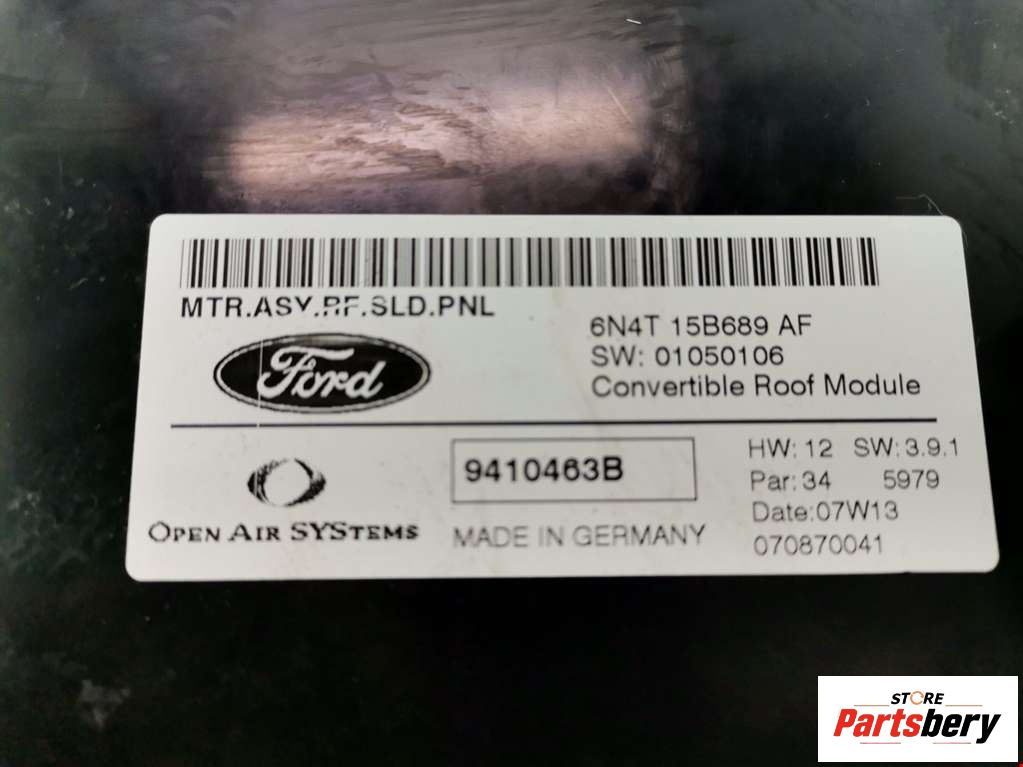 MTR.ASY.RF.SLD.PNL
6N4T 15B689 AF
SW: 01050106
Convertible Roof Module
Ford
HW: 12 SW: 3.9.1
Par: 34 5979
Date:07W13
070870041
9410463B
OPEN AIR SYSTEMS
MADE IN GERMANY
STORE
Partsbery